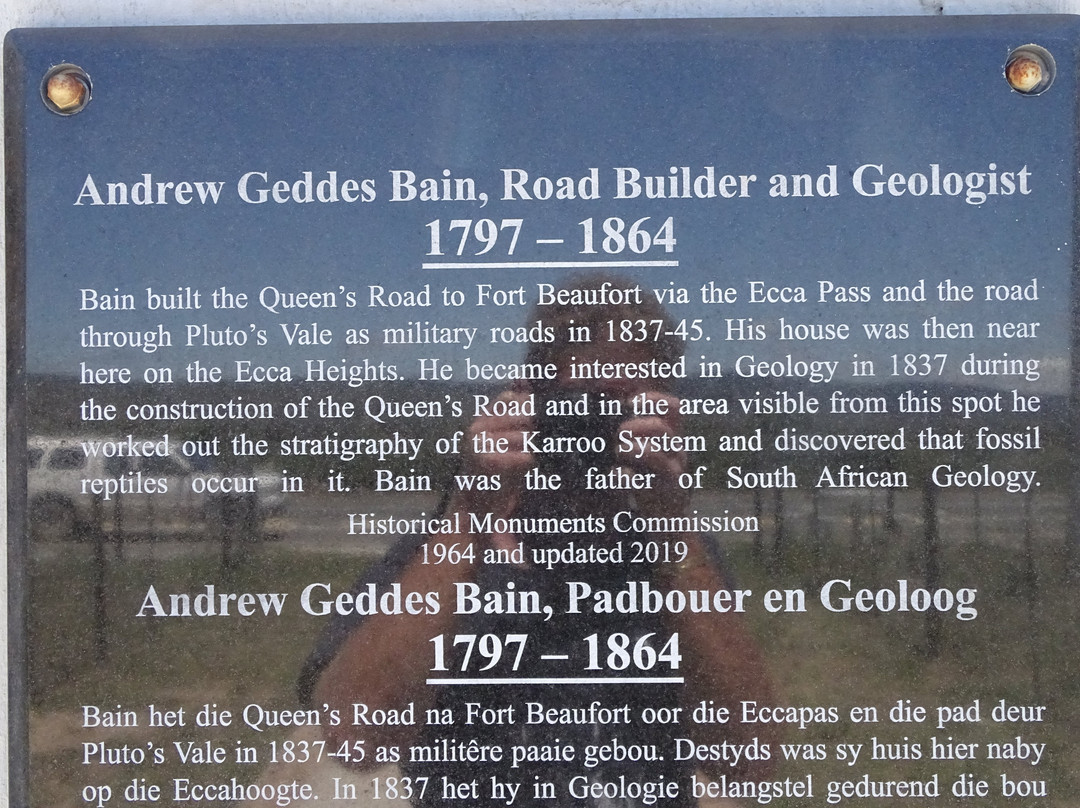 Andrew Geddes Bain, Road Builder and Geologist
1797 – 1864
Bain built the Queen's Road to Fort Beaufort via the Ecca Pass and the road
through Pluto's Vale as military roads in 1837-45. His house was then near
here on the Ecca Heights. He became interested in Geology in 1837 during
the construction of the Queen's Road and in the area visible from this spot he
worked out the stratigraphy of the Karroo System and discovered that fossil
reptiles occur in it. Bain was the father of South African Geology.
Historical Monuments Commission
1964 and updated 2019
Andrew Geddes Bain, Padbouer en Geoloog
1797 – 1864
Bain het die Queen's Road na Fort Beaufort oor die Eccapas en die pad deur
Pluto's Vale in 1837-45 as militêre paaie gebou. Destyds was sy huis hier naby
op die Eccahoogte. In 1837 het hy in Geologie belangstel gedurend die bou